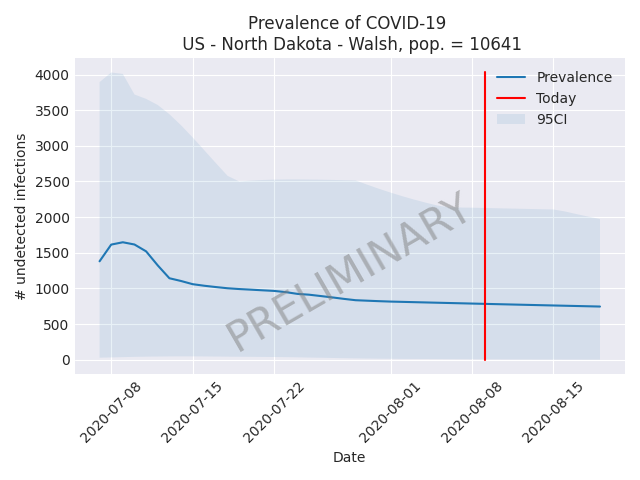 Prevalence of COVID-19
US - North Dakota - Walsh, pop. = 10641
# undetected infections
4000
3500
3000
2500
2000
1500
1000
500
0
Prevalence
Today
95CI
PRELIMINARY
2020-07-08
2020-07-15
2020-07-22
2020-08-01
2020-08-08
2020-08-15
Date